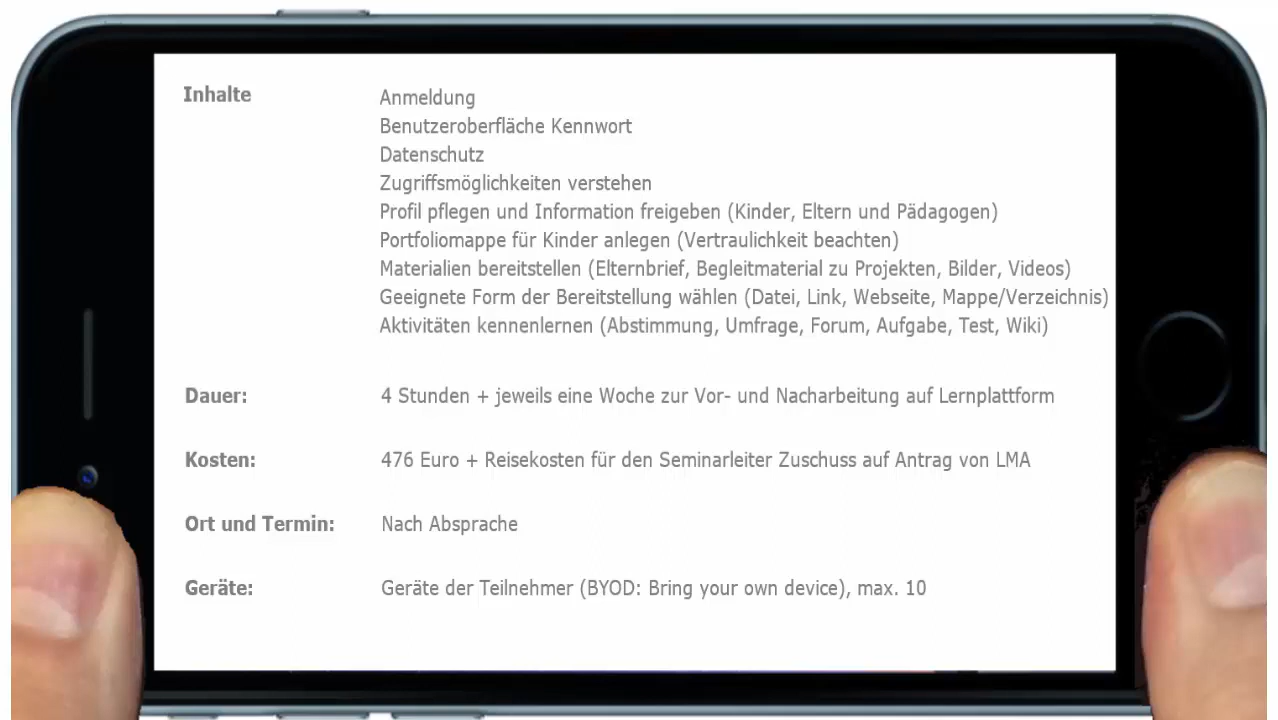 Inhalte
Anmeldung
Benutzeroberfläche Kennwort
Datenschutz
Zugriffsmöglichkeiten verstehen
Profil pflegen und Information freigeben (Kinder, Eltern und Pädagogen)
Portfoliomappe für Kinder anlegen (Vertraulichkeit beachten)
Materialien bereitstellen (Elternbrief, Begleitmaterial zu Projekten, Bilder, Videos)
Geeignete Form der Bereitstellung wählen (Datei, Link, Webseite, Mappe/Verzeichnis)
Aktivitäten kennenlernen (Abstimmung, Umfrage, Forum, Aufgabe, Test, Wiki)
Dauer: 4 Stunden + jeweils eine Woche zur Vor- und Nacharbeitung auf Lernplattform
Kosten: 476 Euro + Reisekosten für den Seminarleiter Zuschuss auf Antrag von LMA
Ort und Termin: Nach Absprache
Geräte: Geräte der Teilnehmer (BYOD: Bring your own device), max. 10